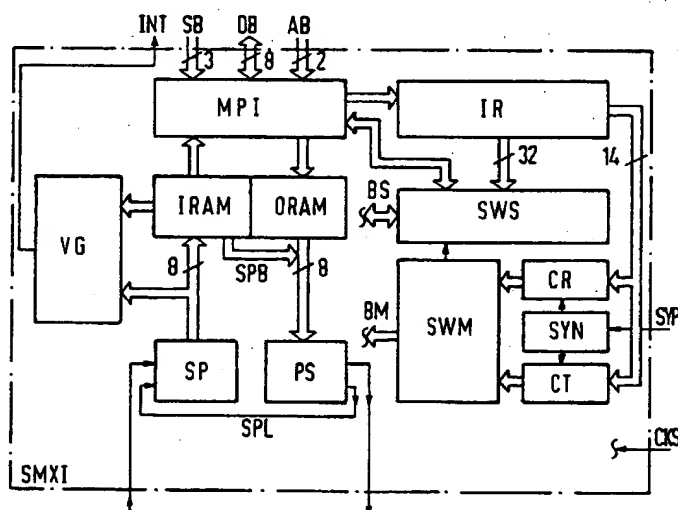 INT SB DB AB
3 8 2
MPI IR
32 14
IRAM ORAM BS SWS
VG
8 SPB 8
BM SWM CR
SYN SYP
SP PS CT
SPL
CKS
SMXI